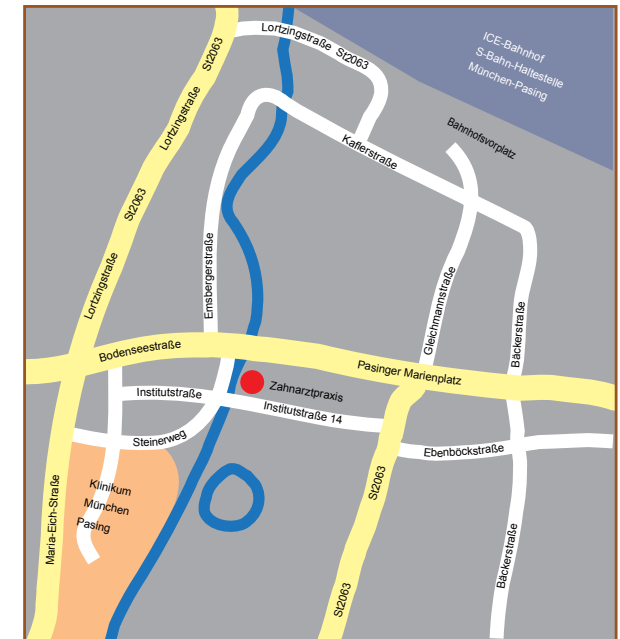 Lortzingstraße St2063
ICE-Bahnhof
S-Bahn-Haltestelle
München-Pasing
St2063
Lortzingstraße
Kaflerstraße
Bahnhofsvorplatz
St2063
Lortzingstraße
Emsbergerstraße
Gleichmannstraße
Bäckerstraße
Bodenseestraße
Pasinger Marienplatz
Institutstraße
Zahnarztpraxis
Institutstraße 14
Steinerweg
Ebenböckstraße
Klinikum
München
Pasing
Maria-Eich-Straße
St2063
Bäckerstraße
St2063